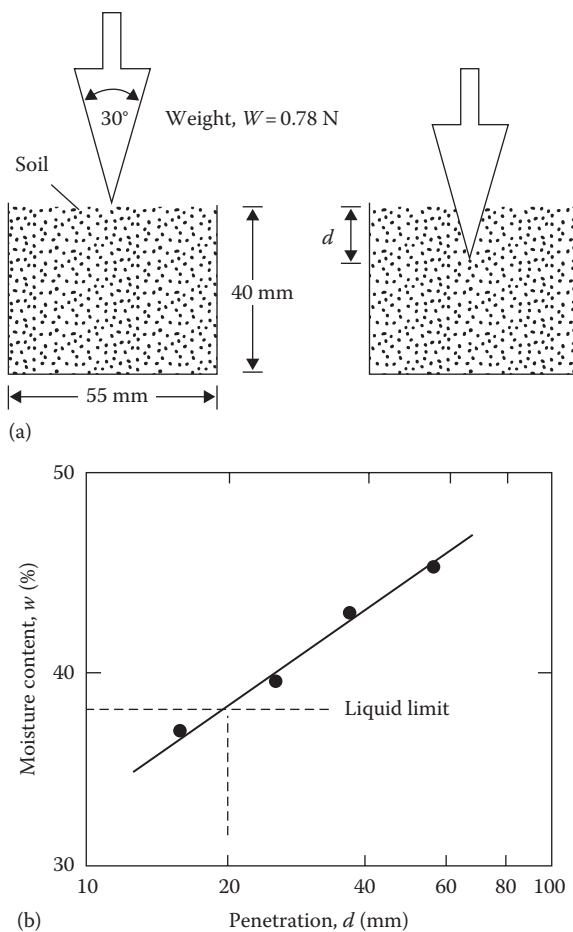 30°
Weight, W = 0.78 N
Soil
d
40 mm
55 mm
(a)
50
40
30
Moisture content, w (%)
Liquid limit
10
20
40
60
80
100
Penetration, d (mm)
(b)